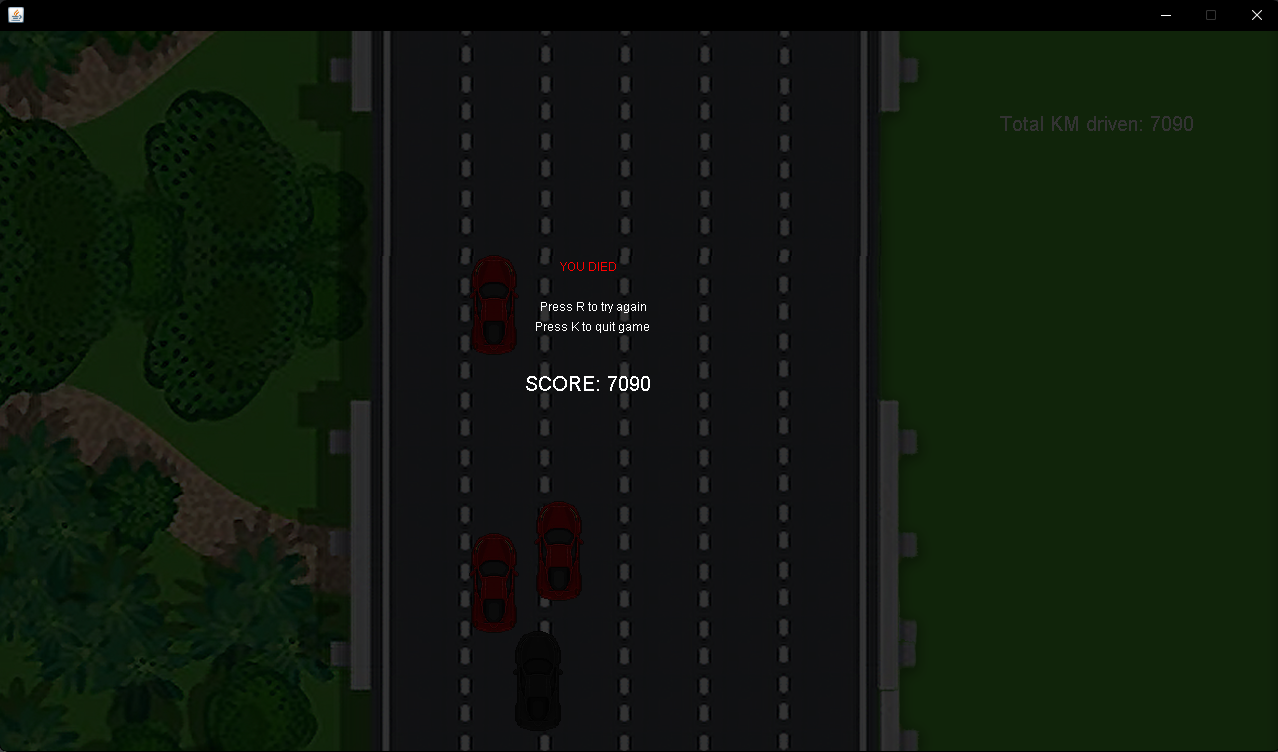 Total KM driven: 7090
YOU DIED
Press R to try again
Press K to quit game
SCORE: 7090